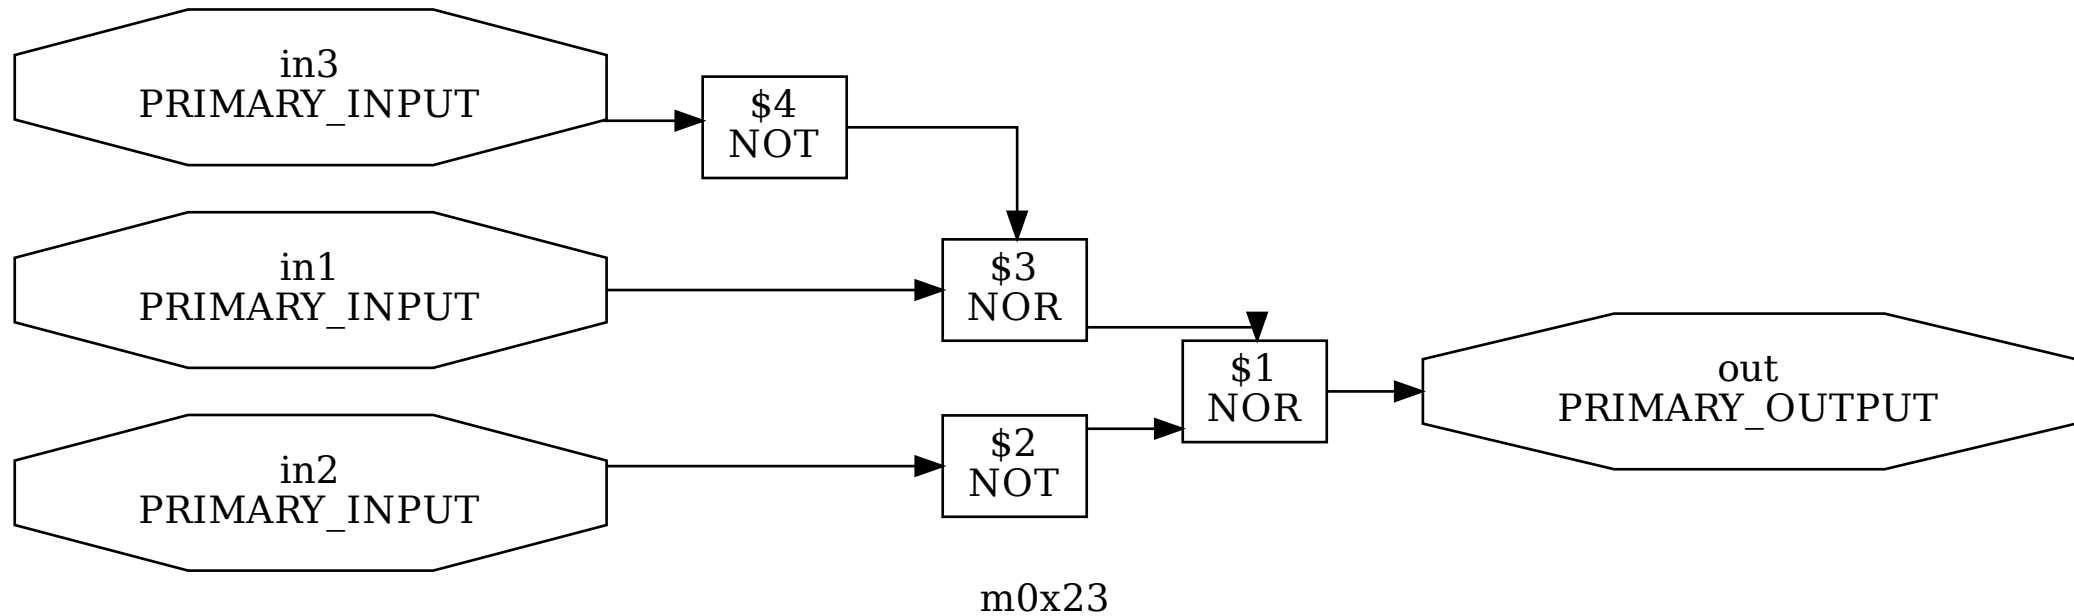 in3
PRIMARY_INPUT
$4
NOT
in1
PRIMARY_INPUT
$3
NOR
$1
NOR
out
PRIMARY_OUTPUT
in2
PRIMARY_INPUT
$2
NOT
m0x23